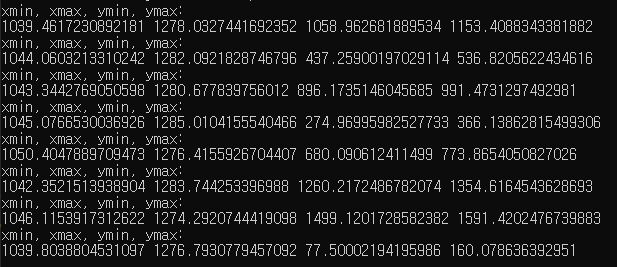 xmin, xmax, ymin, ymax:
1039.4617230892181 1278.0327441692352 1058.962681889534 1153.4088343381882
xmin, xmax, ymin, ymax:
1044.0603213310242 1282.0921828746796 437.25900197029114 536.8205622434616
xmin, xmax, ymin, ymax:
1043.3442769050598 1280.677839756012 896.1735146045685 991.4731297492981
xmin, xmax, ymin, ymax:
1045.0766530036926 1285.0104155540466 274.96995982527733 366.13862815499306
xmin, xmax, ymin, ymax:
1050.4047889709473 1276.4155926704407 680.090612411499 773.8654050827026
xmin, xmax, ymin, ymax:
1042.3521513938904 1283.744253396988 1260.2172486782074 1354.6164543628693
xmin, xmax, ymin, ymax:
1046.1153917312622 1274.2920744419098 1499.1201728582382 1591.4202476739883
xmin, xmax, ymin, ymax:
1039.8038804531097 1276.7930779457092 77.50002194195986 160.078636392951